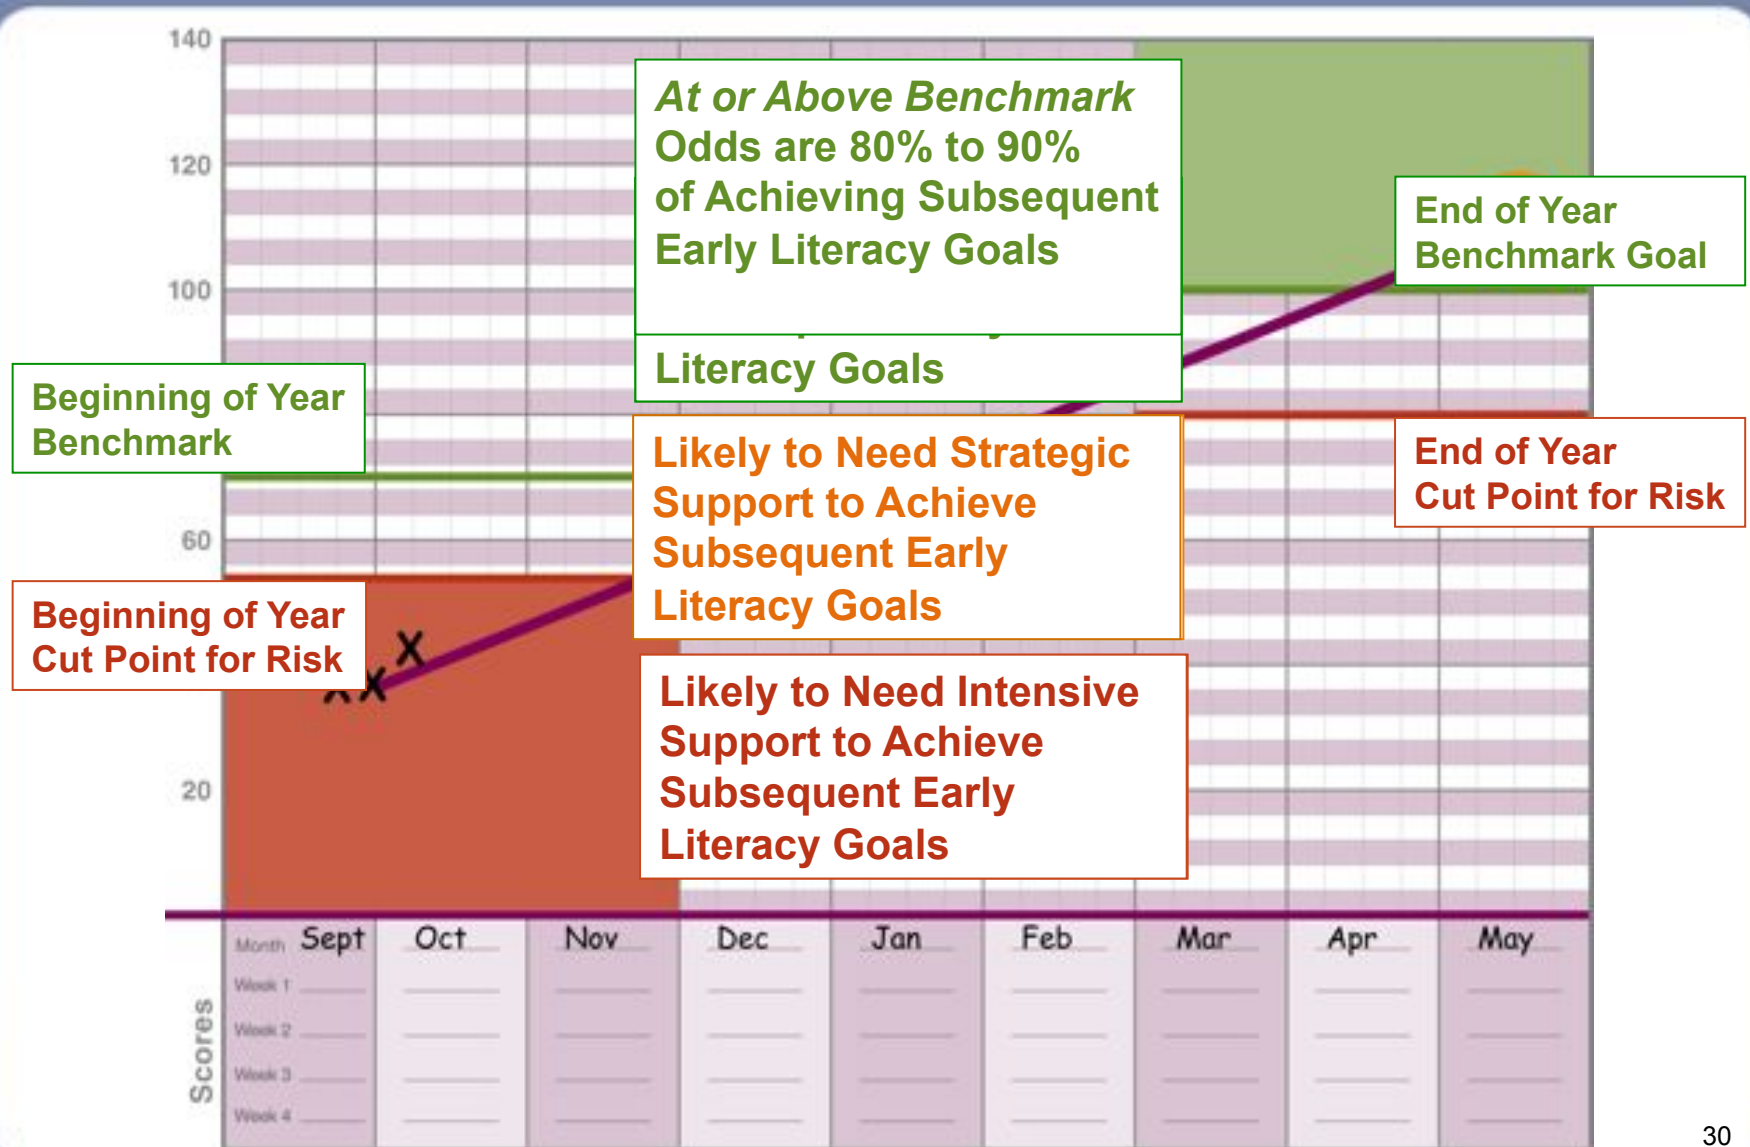 140
120
100
60
20
At or Above Benchmark
Odds are 80% to 90%
of Achieving Subsequent
Early Literacy Goals
Literacy Goals
End of Year
Benchmark Goal
Beginning of Year
Benchmark
Likely to Need Strategic
Support to Achieve
Subsequent Early
Literacy Goals
End of Year
Cut Point for Risk
Beginning of Year
Cut Point for Risk
X X X
Likely to Need Intensive
Support to Achieve
Subsequent Early
Literacy Goals
Month Sept Oct Nov Dec Jan Feb Mar Apr May
Scores
Week 1
Week 2
Week 3
Week 4
30